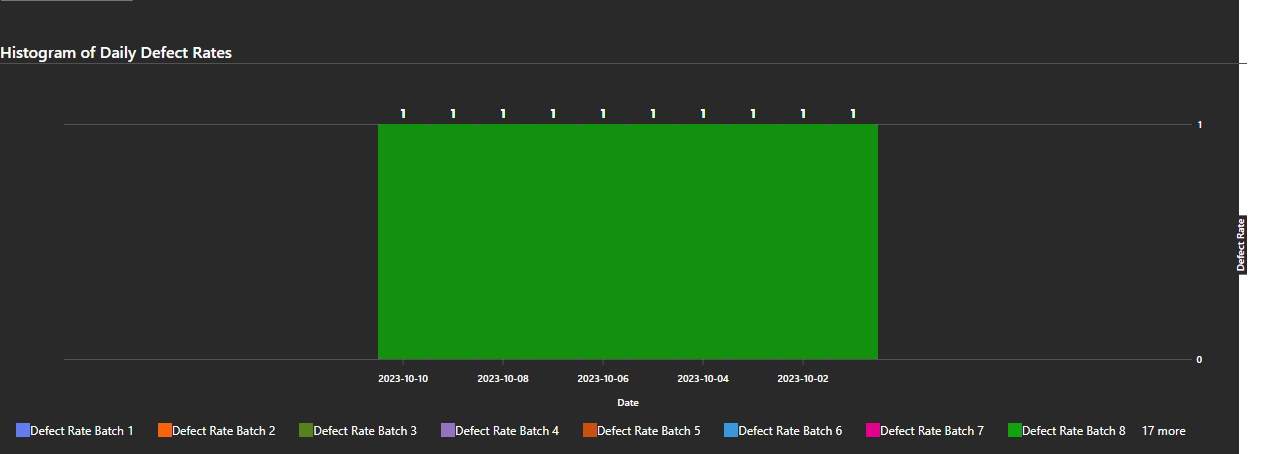 Histogram of Daily Defect Rates
1 1 1 1 1 1 1 1 1 1
1
Defect Rate
0
2023-10-10 2023-10-08 2023-10-06 2023-10-04 2023-10-02
Date
Defect Rate Batch 1 Defect Rate Batch 2 Defect Rate Batch 3 Defect Rate Batch 4 Defect Rate Batch 5 Defect Rate Batch 6 Defect Rate Batch 7 Defect Rate Batch 8 17 more